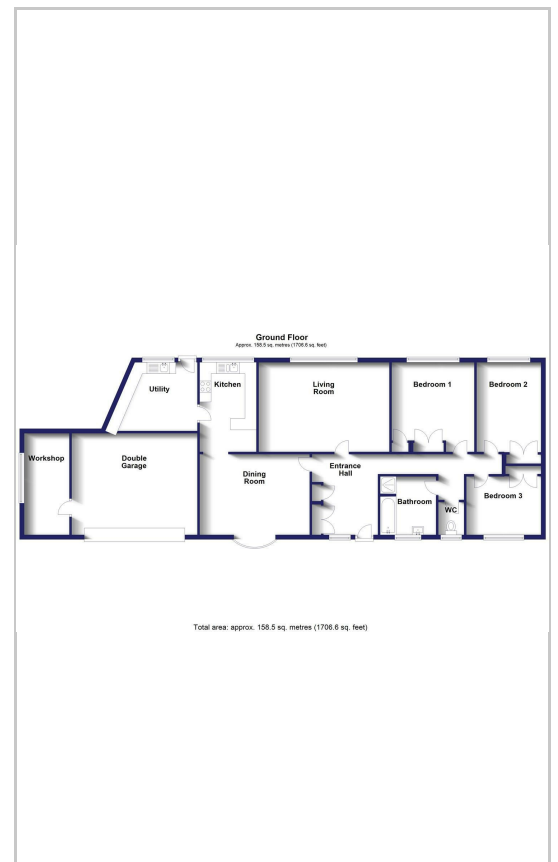 Ground Floor
Approx. 158.5 sq. metres (1706.6 sq. feet)
Utility
Kitchen
Living
Room
Bedroom 1
Bedroom 2
Workshop
Double
Garage
Dining
Room
Entrance
Hall
Bathroom
WC
Bedroom 3
Total area: approx. 158.5 sq. metres (1706.6 sq. feet)